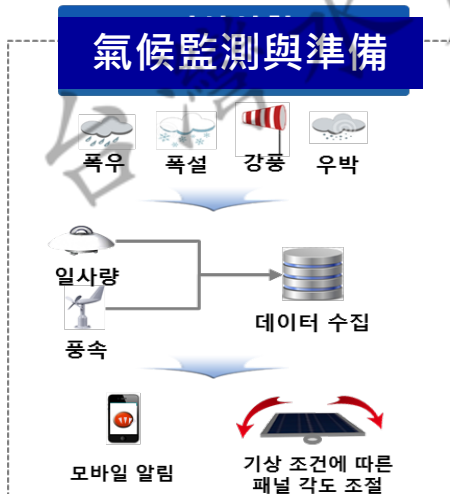 氣候監測與準備
폭우
폭설
강풍
우박
일사량
풍속
데이터 수집
모바일 알림
기상 조건에 따른
패널 각도 조절